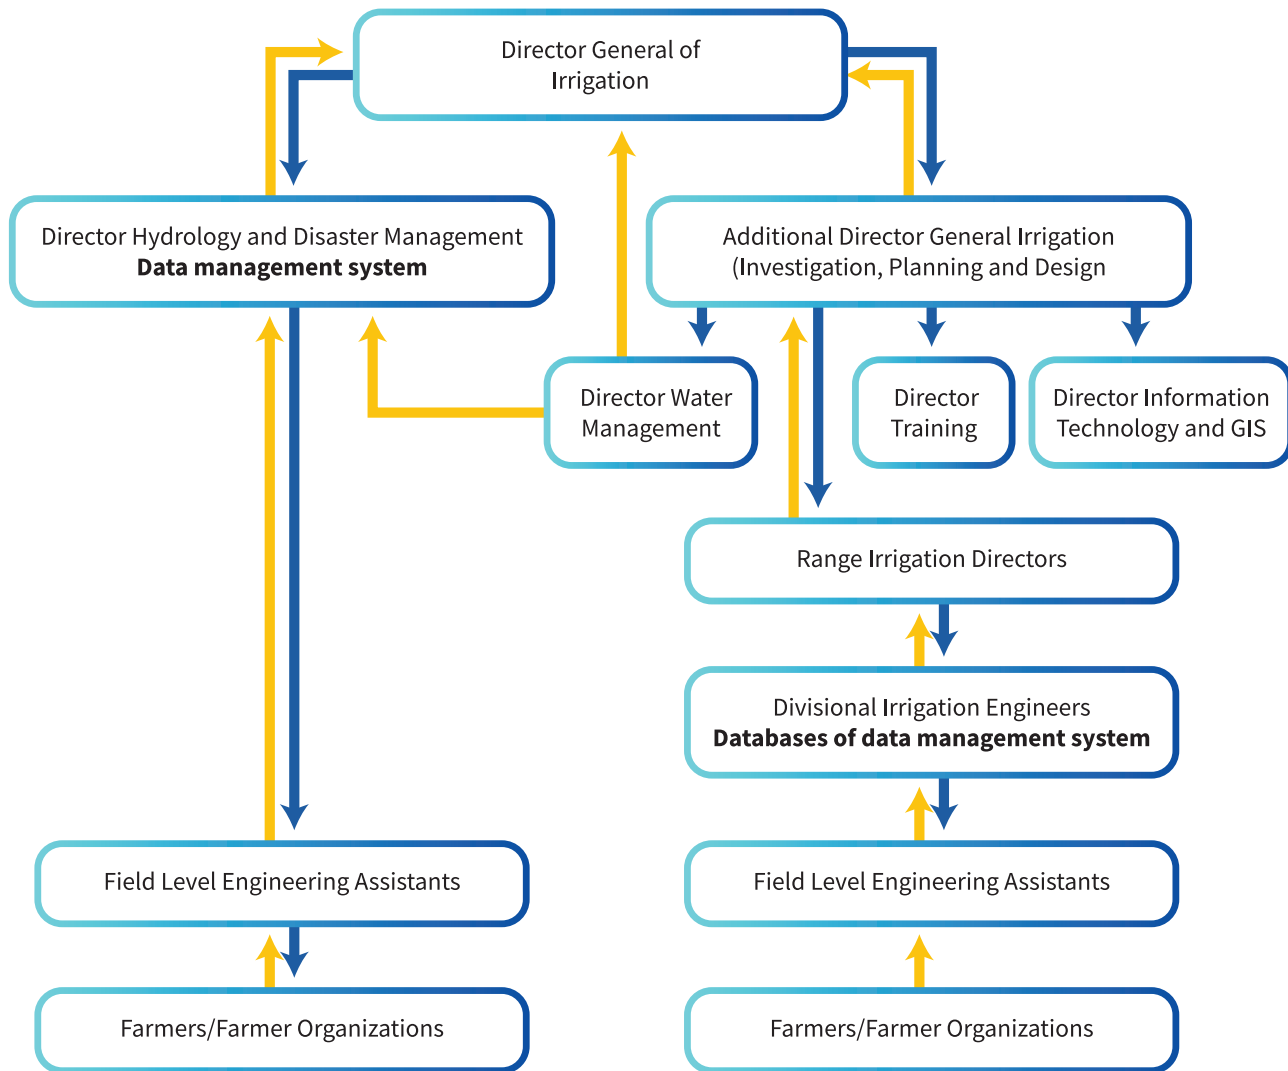 Director General of
Irrigation
Director Hydrology and Disaster Management
Data management system
Additional Director General Irrigation
(Investigation, Planning and Design
Director Water
Management
Director
Training
Director Information
Technology and GIS
Range Irrigation Directors
Divisional Irrigation Engineers
Databases of data management system
Field Level Engineering Assistants
Field Level Engineering Assistants
Farmers/Farmer Organizations
Farmers/Farmer Organizations